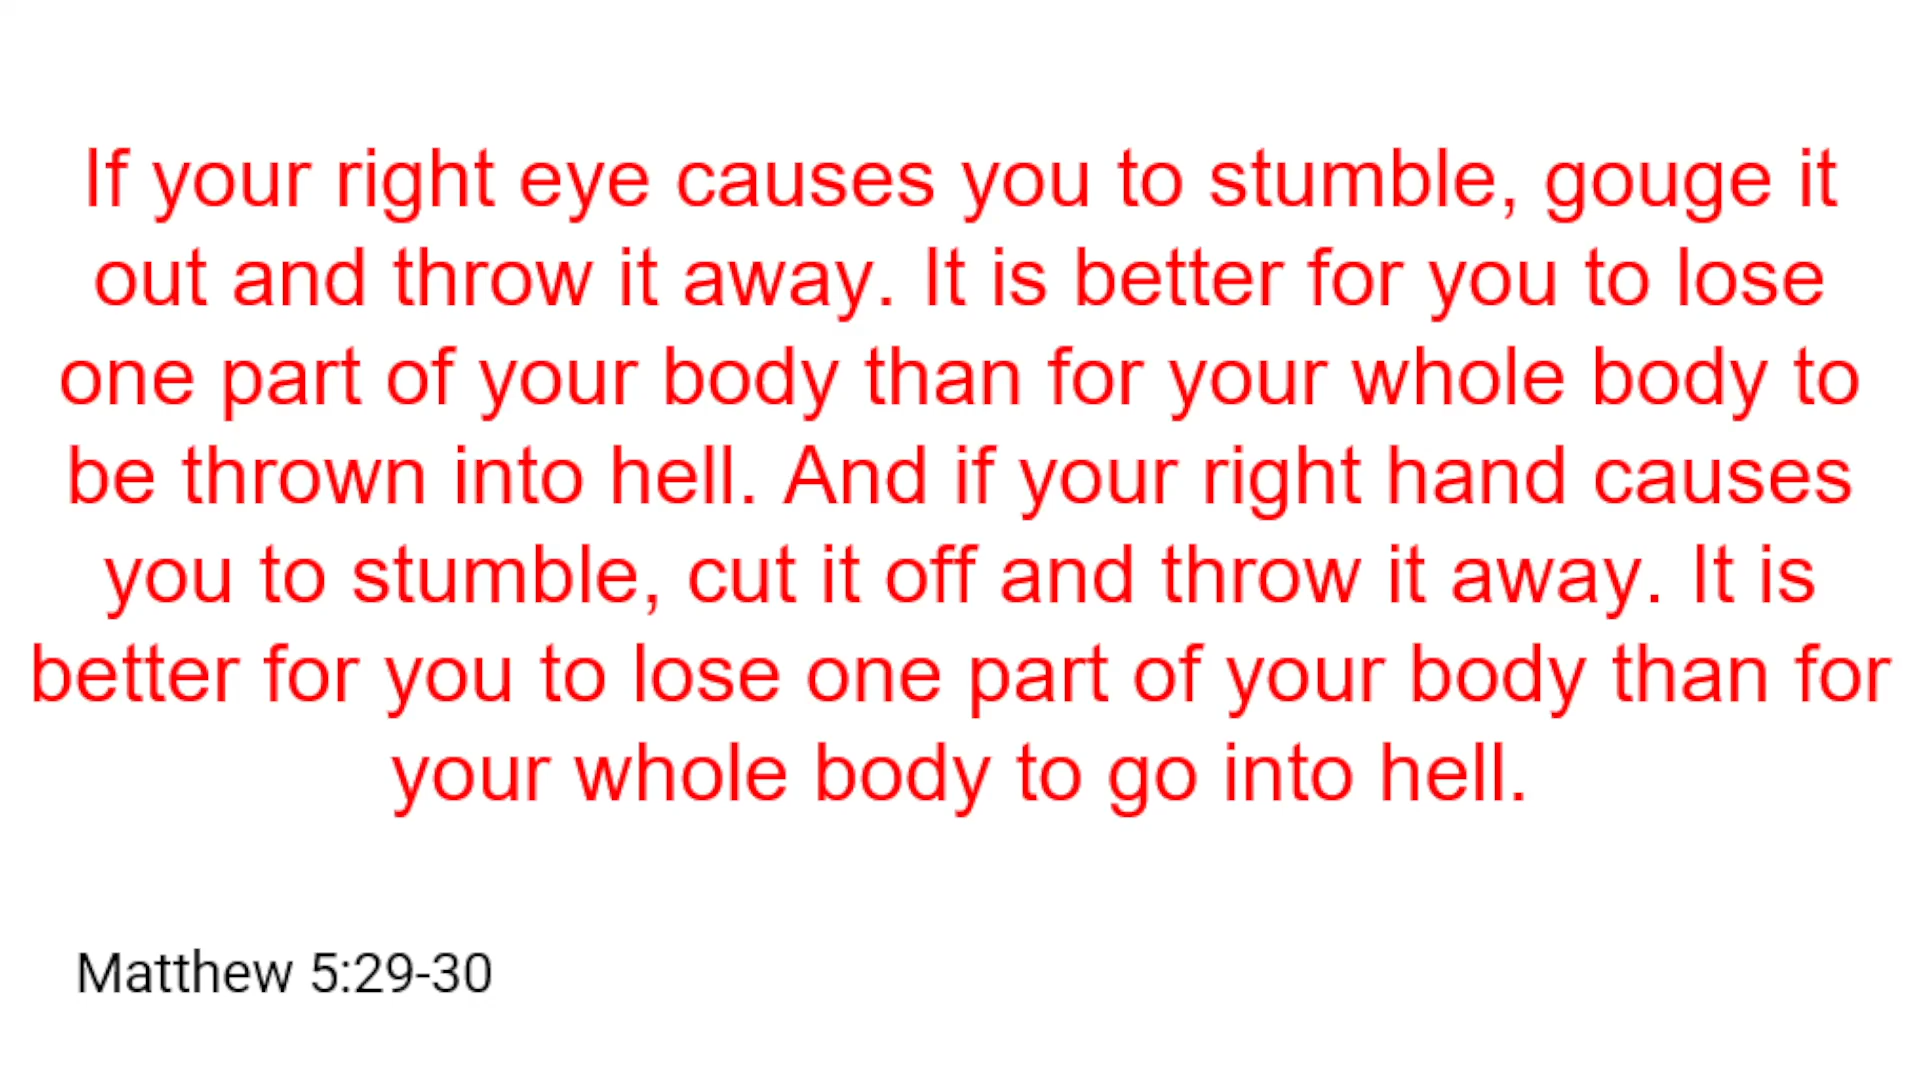 If your right eye causes you to stumble, gouge it
out and throw it away. It is better for you to lose
one part of your body than for your whole body to
be thrown into hell. And if your right hand causes
you to stumble, cut it off and throw it away. It is
better for you to lose one part of your body than for
your whole body to go into hell.
Matthew 5:29-30